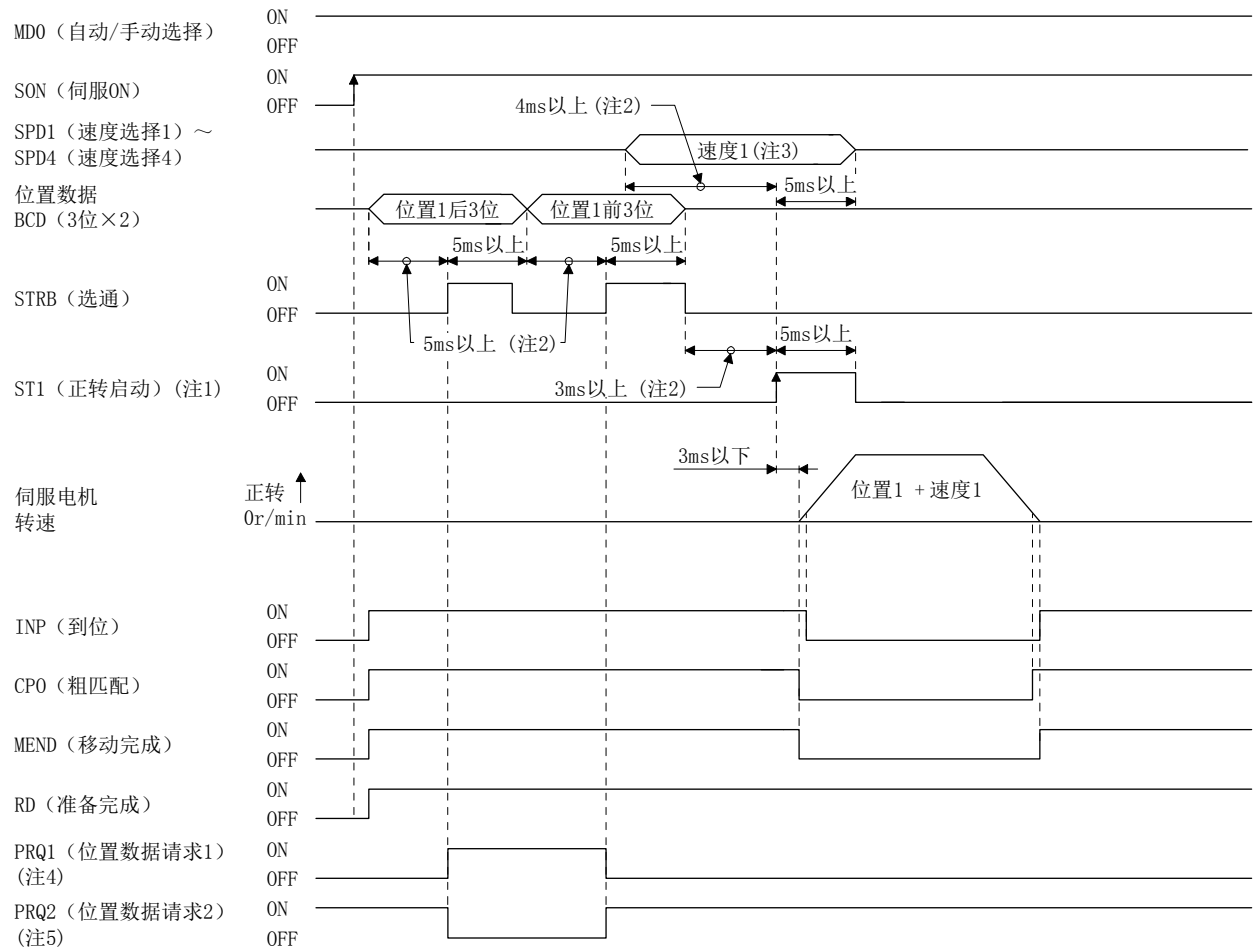 MD0（自动/手动选择）
ON
OFF
SON（伺服ON）
ON
OFF
4ms以上(注2)
SPD1（速度选择1）～
SPD4（速度选择4）
速度1(注3)
位置数据
BCD（3位×2）
位置1后3位
位置1前3位
5ms以上
5ms以上
5ms以上
STRB（选通）
ON
OFF
5ms以上 (注2)
5ms以上
ST1（正转启动）(注1)
ON
OFF
3ms以上 (注2)
3ms以下
伺服电机
转速
正转
0r/min
位置1 +速度1
INP（到位）
ON
OFF
CPO（粗匹配）
ON
OFF
MEND（移动完成）
ON
OFF
RD（准备完成）
ON
OFF
PRQ1（位置数据请求1）
(注4)
ON
OFF
PRQ2（位置数据请求2）
(注5)
ON
OFF